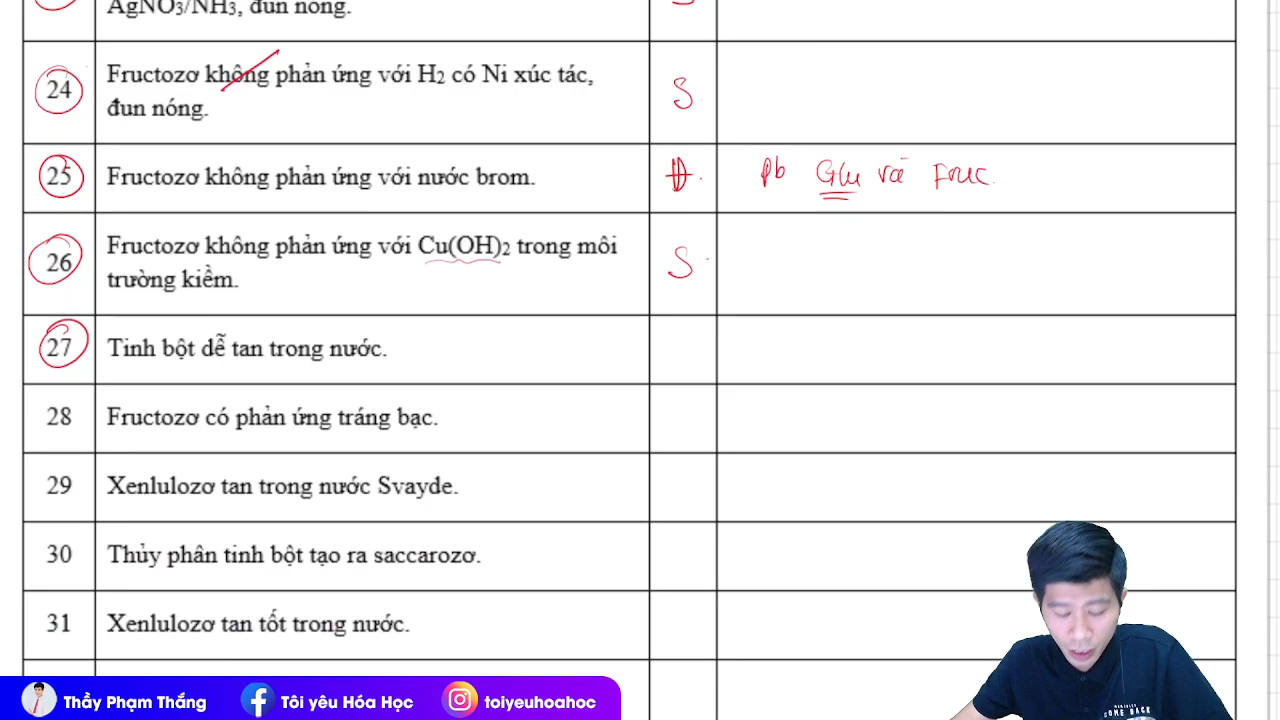 AgNO3/NH3, đun nóng.
S
24
Fructozơ không phản ứng với H2 có Ni xúc tác,
đun nóng.
S
25
Fructozơ không phản ứng với nước brom.
Đ.
pb Glu và Fruc.
26
Fructozơ không phản ứng với Cu(OH)2 trong môi
trường kiềm.
S
27
Tinh bột dễ tan trong nước.
28
Fructozơ có phản ứng tráng bạc.
29
Xenlulozơ tan trong nước Svayde.
30
Thủy phân tinh bột tạo ra saccarozơ.
31
Xenlulozơ tan tốt trong nước.
COME BACK
Thầy Phạm Thắng
Tôi yêu Hóa Học
toiyeuhoahoc